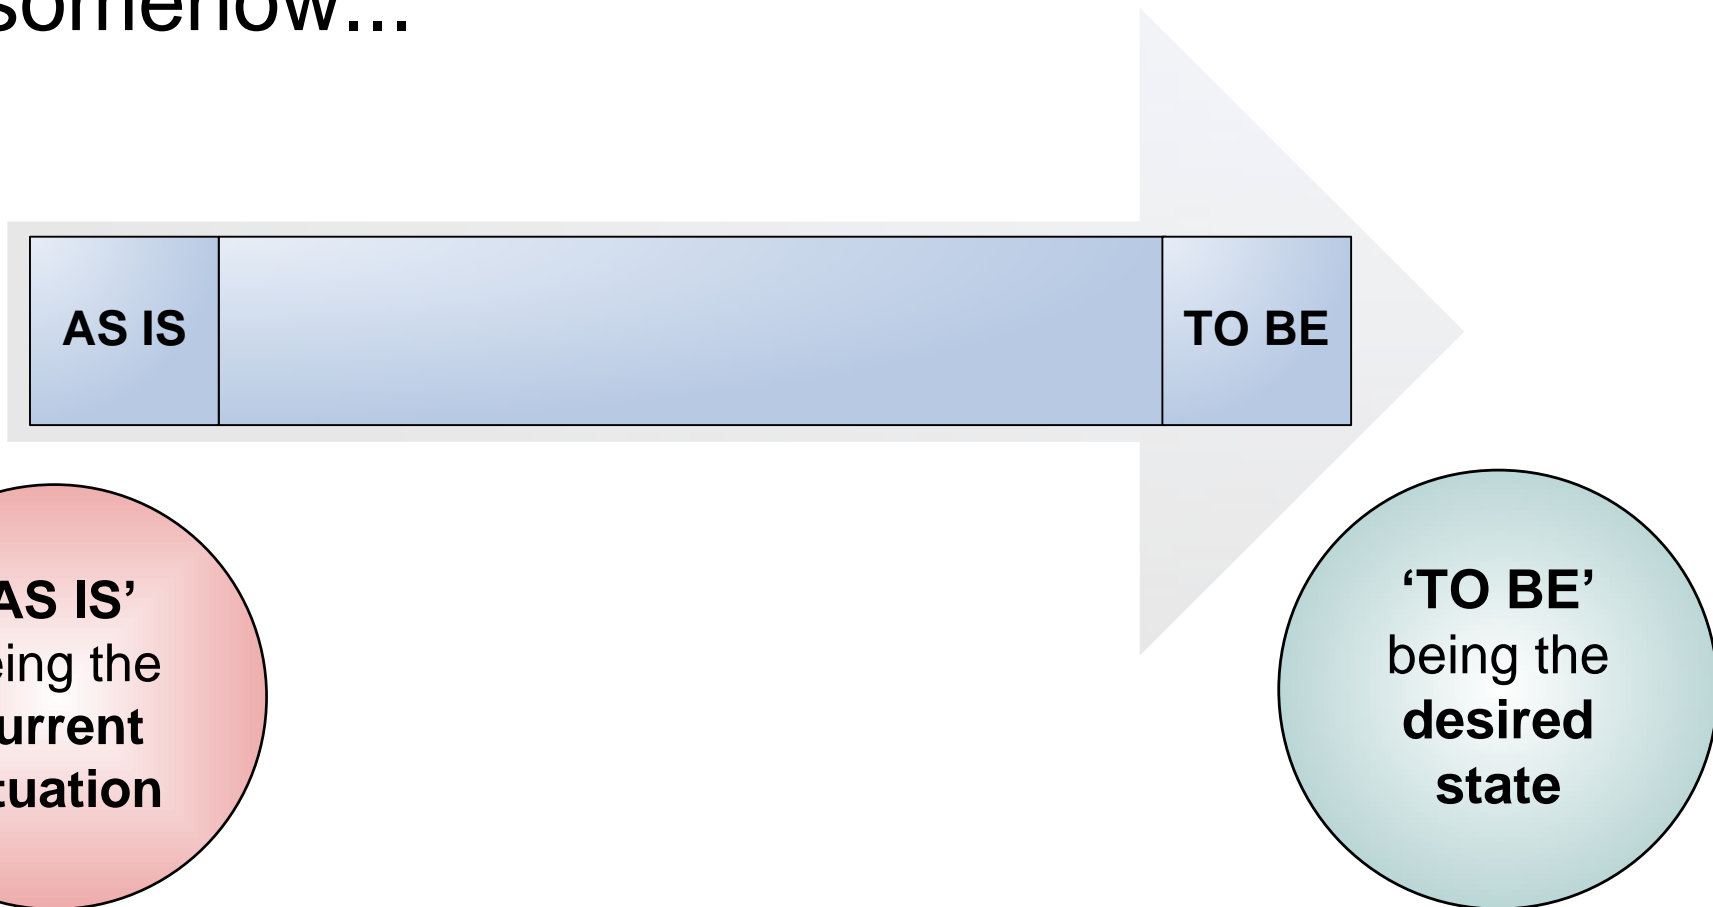 somehow...
AS IS
TO BE
AS IS’
eing the
urrent
tuation
‘TO BE’
being the
desired
state